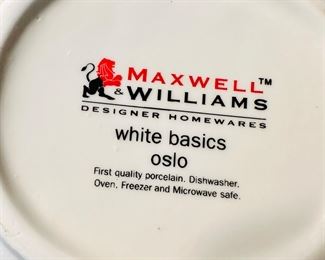 MAXWELL™
& WILLIAMS
DESIGNER HOMEWARES
white basics
oslo
First quality porcelain. Dishwasher.
Oven, Freezer and Microwave safe.